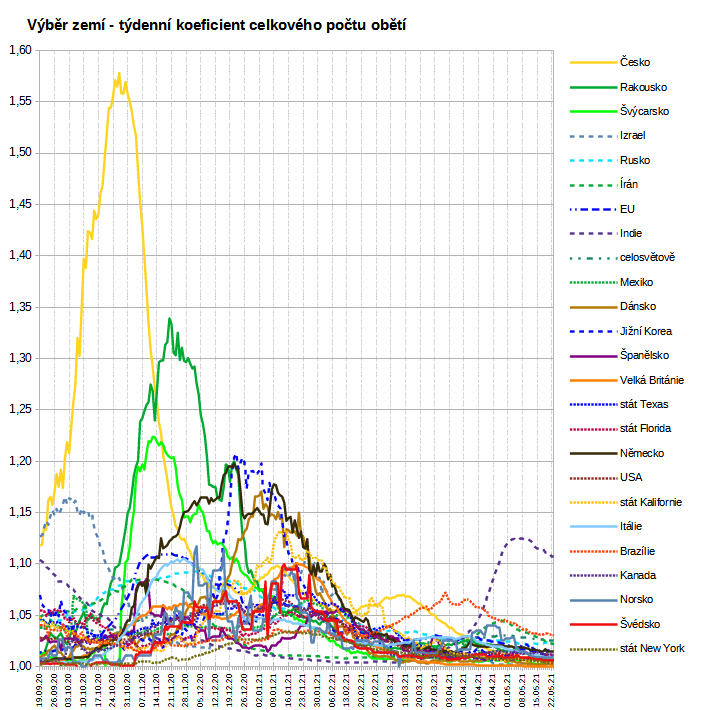 Výběr zemí - týdenní koeficient celkového počtu obětí
1,60
1,55
1,50
1,45
1,40
1,35
1,30
1,25
1,20
1,15
1,10
1,05
1,00
Česko
Rakousko
Švýcarsko
Izrael
Rusko
Írán
EU
Indie
celosvětově
Mexiko
Dánsko
Jižní Korea
Španělsko
Velká Británie
stát Texas
stát Florida
Německo
USA
stát Kalifornie
Itálie
Brazílie
Kanada
Norsko
Švédsko
stát New York
19.09.20
26.09.20
03.10.20
10.10.20
17.10.20
24.10.20
31.10.20
07.11.20
14.11.20
21.11.20
28.11.20
05.12.20
12.12.20
19.12.20
26.12.20
02.01.21
09.01.21
16.01.21
23.01.21
30.01.21
06.02.21
13.02.21
20.02.21
27.02.21
06.03.21
13.03.21
20.03.21
27.03.21
03.04.21
10.04.21
17.04.21
24.04.21
01.05.21
08.05.21
15.05.21
22.05.21